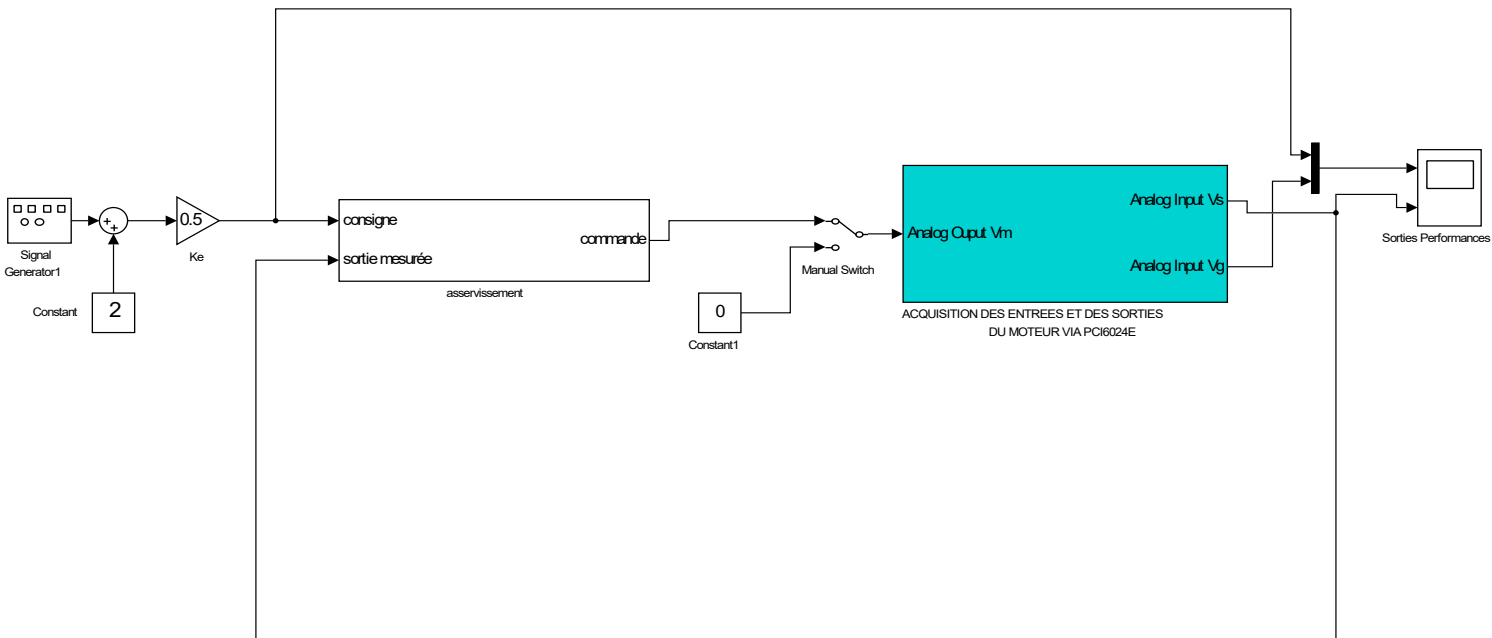 Signal
Generator1
+
+
Constant
2
0.5
Ke
consigne
sortie mesurée
commande
asservissement
Manual Switch
0
Constant1
Analog Ouput Vm
Analog Input Vs
Analog Input Vg
ACQUISITION DES ENTREES ET DES SORTIES
DU MOTEUR VIA PCI6024E
Sorties Performances